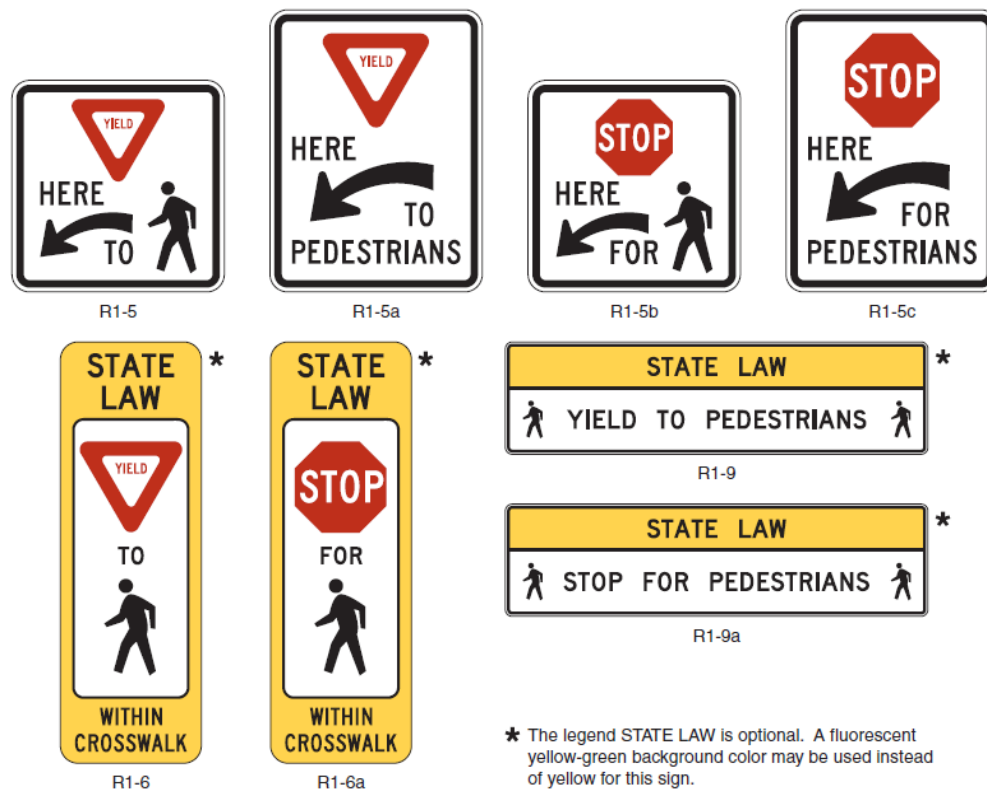 YIELD
HERE
TO
R1-5
YIELD
HERE
TO
PEDESTRIANS
R1-5a
STOP
HERE
FOR
R1-5b
STOP
HERE
FOR
PEDESTRIANS
R1-5c
STATE
LAW
*
YIELD
TO
WITHIN
CROSSWALK
R1-6
STATE
LAW
*
STOP
FOR
WITHIN
CROSSWALK
R1-6a
STATE LAW
*
YIELD TO PEDESTRIANS
R1-9
STATE LAW
*
STOP FOR PEDESTRIANS
R1-9a
* The legend STATE LAW is optional. A fluorescent
yellow-green background color may be used instead
of yellow for this sign.